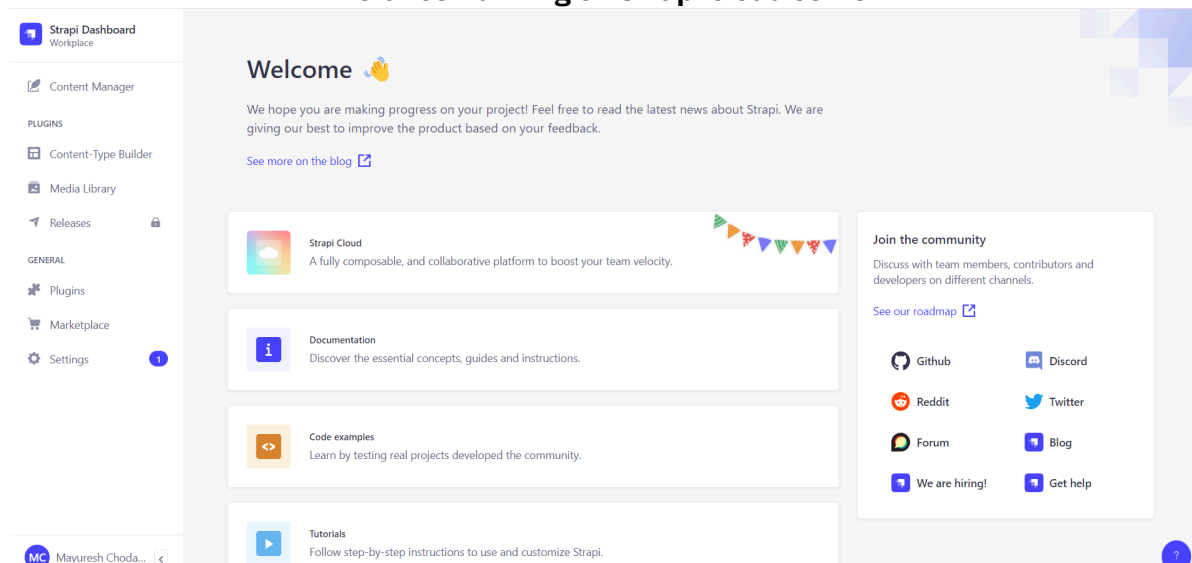 Strapi Dashboard
Workplace
Content Manager
PLUGINS
Content-Type Builder
Media Library
Releases
GENERAL
Plugins
Marketplace
Settings
1
MC
Mayuresh Choda...
Welcome
We hope you are making progress on your project! Feel free to read the latest news about Strapi. We are
giving our best to improve the product based on your feedback.
See more on the blog
Strapi Cloud
A fully composable, and collaborative platform to boost your team velocity.
Documentation
Discover the essential concepts, guides and instructions.
Code examples
Learn by testing real projects developed the community.
Tutorials
Follow step-by-step instructions to use and customize Strapi.
Join the community
Discuss with team members, contributors and
developers on different channels.
See our roadmap
Github
Discord
Reddit
Twitter
Forum
Blog
We are hiring!
Get help
?